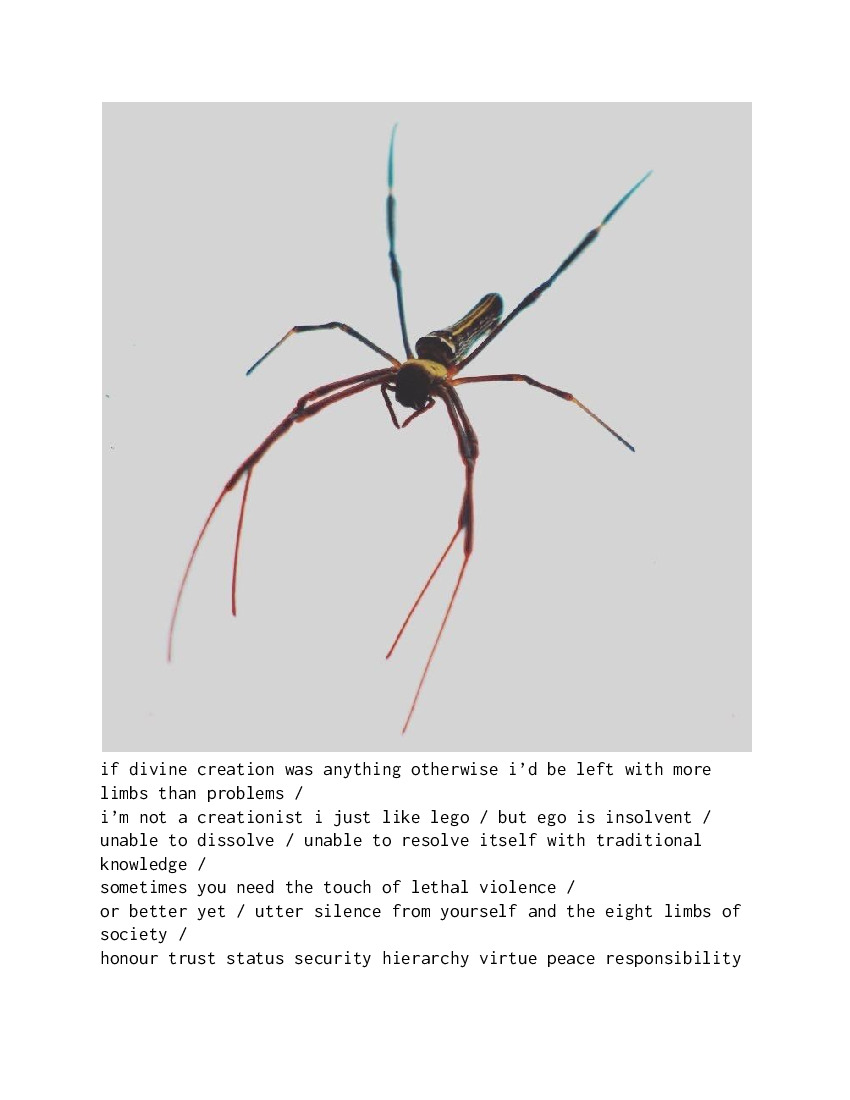 if divine creation was anything otherwise i’d be left with more
limbs than problems /
i’m not a creationist i just like lego / but ego is insolvent /
unable to dissolve / unable to resolve itself with traditional
knowledge /
sometimes you need the touch of lethal violence /
or better yet / utter silence from yourself and the eight limbs of
society /
honour trust status security hierarchy virtue peace responsibility